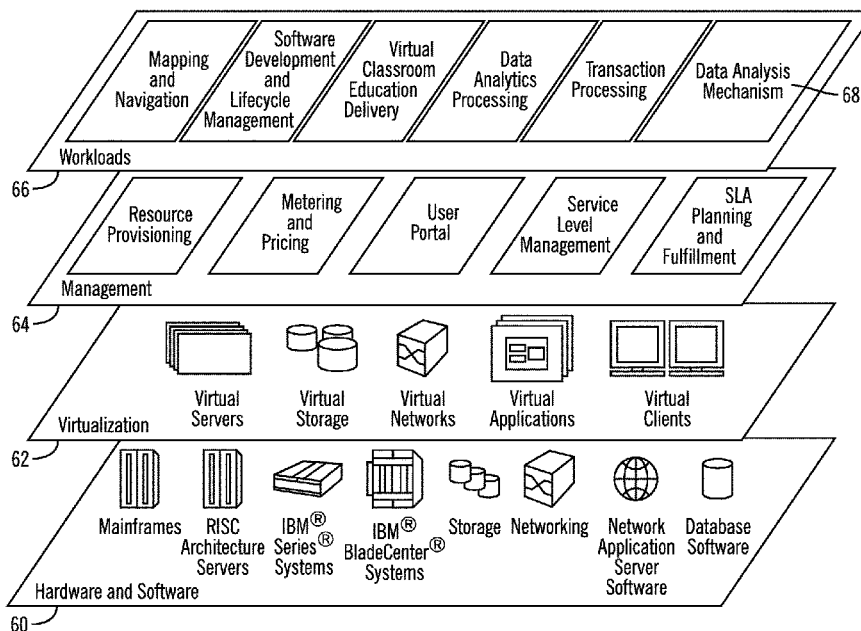 Mapping
and
Navigation
Software
Development
and
Lifecycle
Management
Virtual
Classroom
Education
Delivery
Data
Analytics
Processing
Transaction
Processing
Data Analysis
Mechanism
68
Workloads
66
Resource
Provisioning
Metering
and
Pricing
User
Portal
Service
Level
Management
SLA
Planning
and
Fulfillment
Management
64
Virtual
Servers
Virtual
Storage
Virtual
Networks
Virtual
Applications
Virtual
Clients
Virtualization
62
Mainframes
RISC
Architecture
Servers
IBM®
Series®
Systems
IBM®
BladeCenter®
Systems
Storage
Networking
Network
Application
Server
Software
Database
Software
Hardware and Software
60